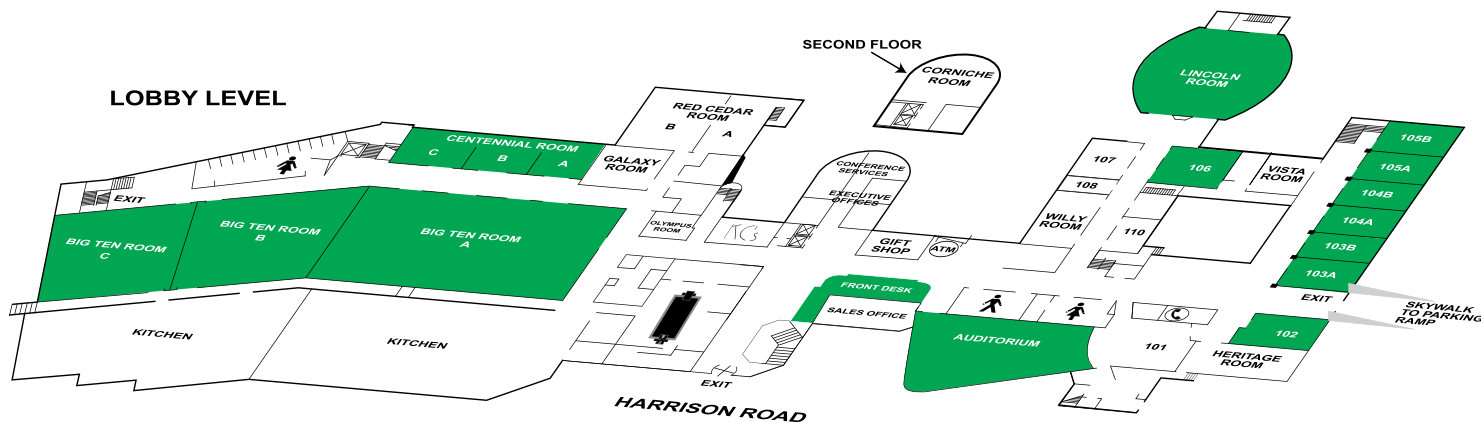 SECOND FLOOR
CORNICHE
ROOM
LINCOLN
ROOM
LOBBY LEVEL
RED CEDAR
ROOM
B
A
CENTENNIAL ROOM
C
B
A
GALAXY
ROOM
CONFERENCE
SERVICES
EXECUTIVE
OFFICES
107
108
WILLY
ROOM
110
106
VISTA
ROOM
105B
105A
104B
104A
103B
103A
EXIT
SKYWALK
TO PARKING
RAMP
EXIT
BIG TEN ROOM
C
BIG TEN ROOM
B
BIG TEN ROOM
A
OLYMPUS
ROOM
KC's
GIFT
SHOP
ATM
FRONT DESK
SALES OFFICE
AUDITORIUM
101
102
HERITAGE
ROOM
KITCHEN
KITCHEN
EXIT
HARRISON ROAD